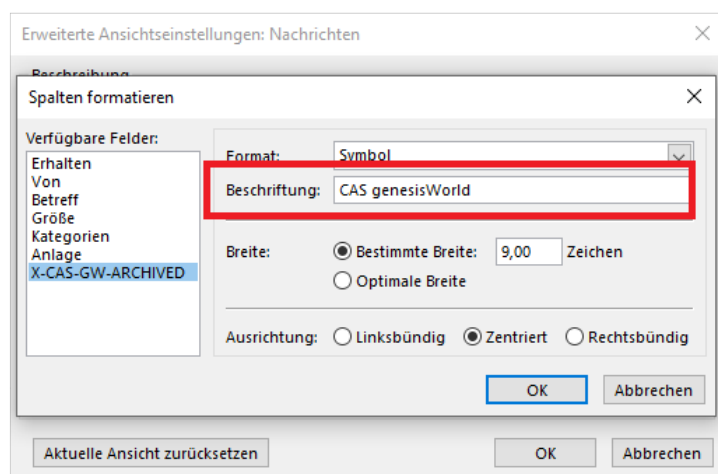 Erweiterte Ansichtseinstellungen: Nachrichten
Beschreibung
Spalten formatieren
Verfügbare Felder:
Erhalten
Von
Betreff
Größe
Kategorien
Anlage
X-CAS-GW-ARCHIVED
Format: Symbol
Beschriftung: CAS genesisWorld
Breite: Bestimmte Breite: 9,00 Zeichen
Optimale Breite
Ausrichtung: Linksbündig Zentriert Rechtsbündig
OK Abbrechen
Aktuelle Ansicht zurücksetzen OK Abbrechen